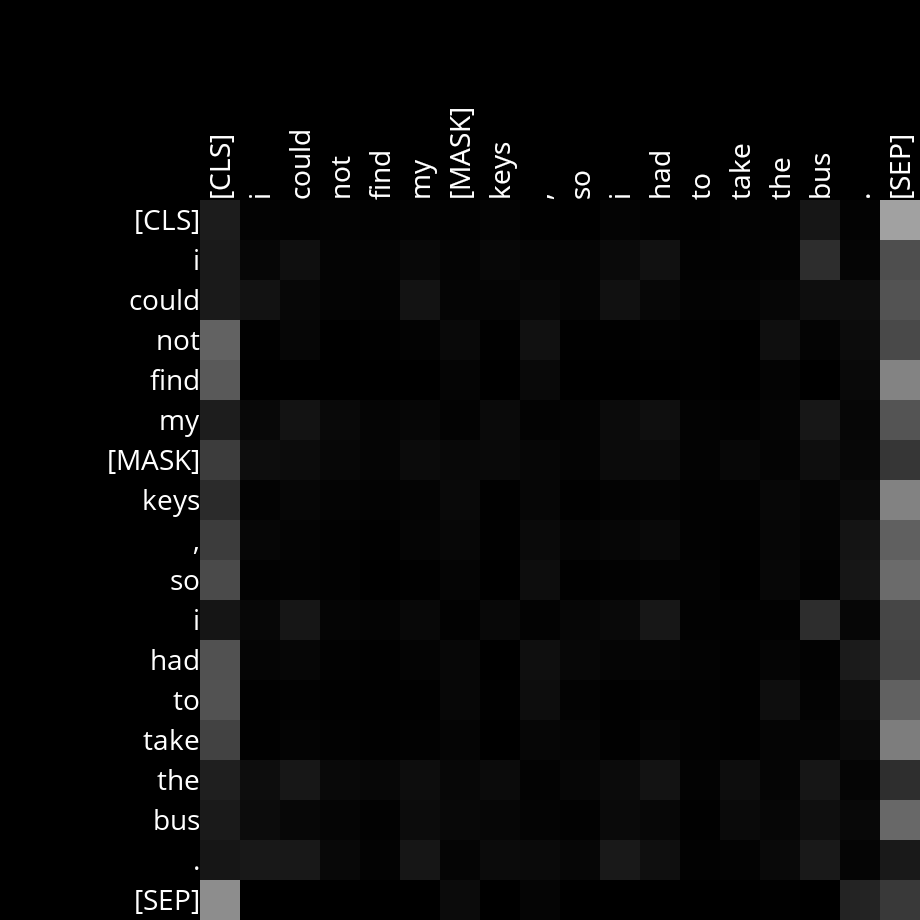 [CLS] i could not find my [MASK] keys , so i had to take the bus . [SEP]
[CLS]
i
could
not
find
my
[MASK]
keys
,
so
i
had
to
take
the
bus
.
[SEP]